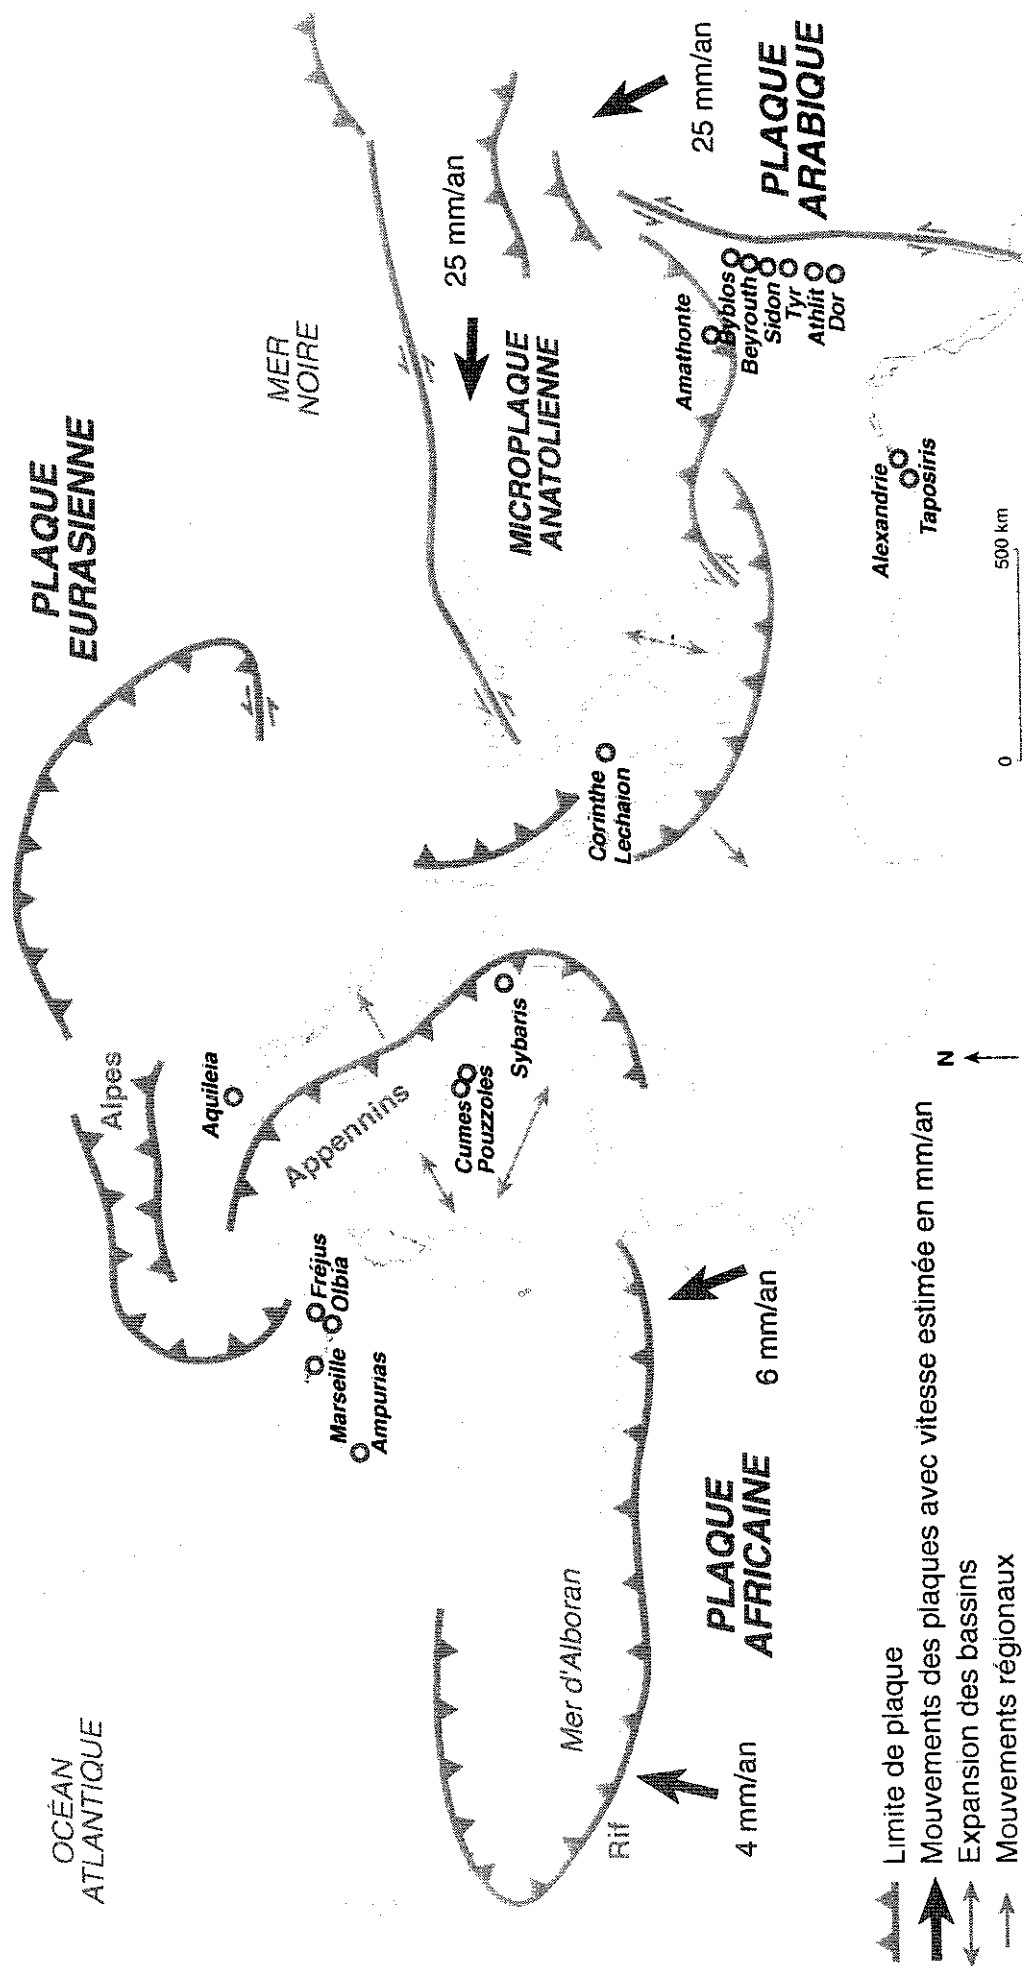 OCÉAN
ATLANTIQUE
PLAQUE
EURASIENNE
MER
NOIRE
Alpes
Aquileia
Appennins
Fréjus
Olbia
Marseille
Ampurias
Cumes
Pouzzoles
Sybaris
Corinthe
Lechaion
25 mm/an
MICROPLAQUE
ANATOLIENNE
25 mm/an
PLAQUE
ARABIQUE
Amathonte
Byblos
Beyrouth
Sidon
Tyr
Athlit
Dor
Alexandrie
Taposiris
Mer d'Alboran
Rif
4 mm/an
PLAQUE
AFRICAINE
6 mm/an
N
0 500 km
Limite de plaque
Mouvements des plaques avec vitesse estimée en mm/an
Expansion des bassins
Mouvements régionaux